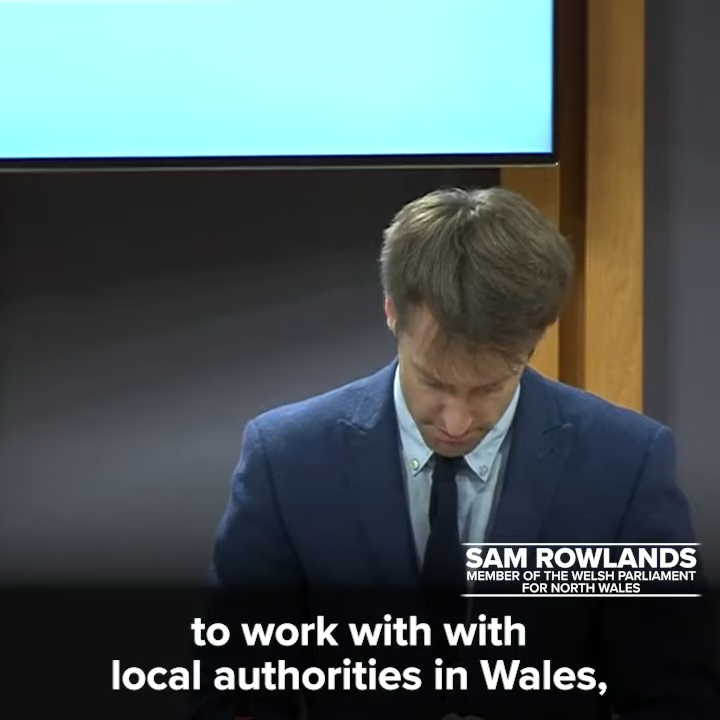 SAM ROWLANDS
MEMBER OF THE WELSH PARLIAMENT
FOR NORTH WALES
to work with with
local authorities in Wales,